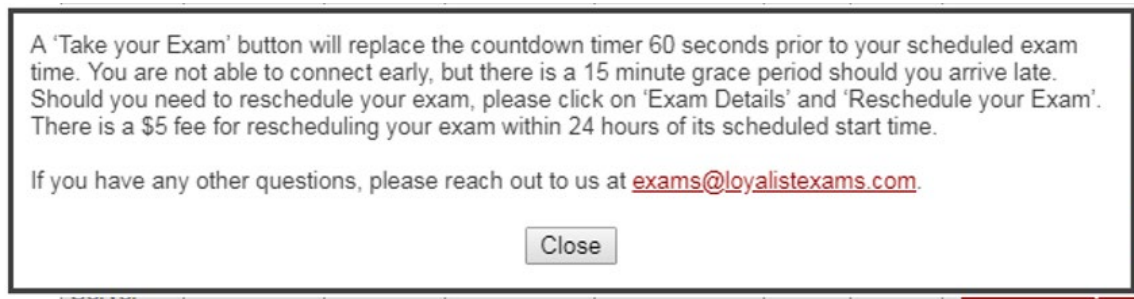 A ‘Take your Exam’ button will replace the countdown timer 60 seconds prior to your scheduled exam
time. You are not able to connect early, but there is a 15 minute grace period should you arrive late.
Should you need to reschedule your exam, please click on ‘Exam Details’ and ‘Reschedule your Exam’.
There is a $5 fee for rescheduling your exam within 24 hours of its scheduled start time.
If you have any other questions, please reach out to us at exams@loyalistexams.com.
Close